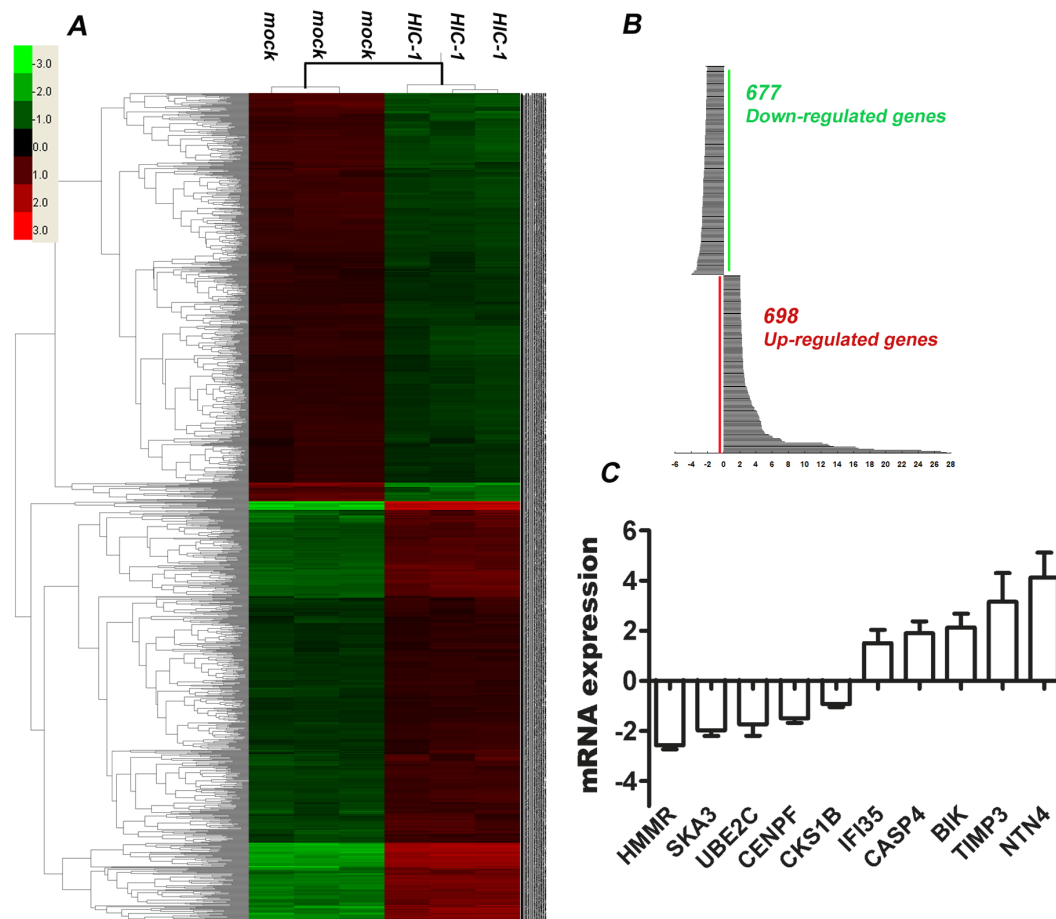 A
mock
mock
mock
HIC-1
HIC-1
HIC-1
-3.0
-2.0
-1.0
0.0
1.0
2.0
3.0
B
677
Down-regulated genes
698
Up-regulated genes
-6 -4 -2 0 2 4 6 8 10 12 14 16 18 20 22 24 26 28
C
mRNA expression
6
4
2
0
-2
-4
HMMR
SKA3
UBE2C
CENPF
CKS1B
IFI35
CASP4
BIK
TIMP3
NTN4